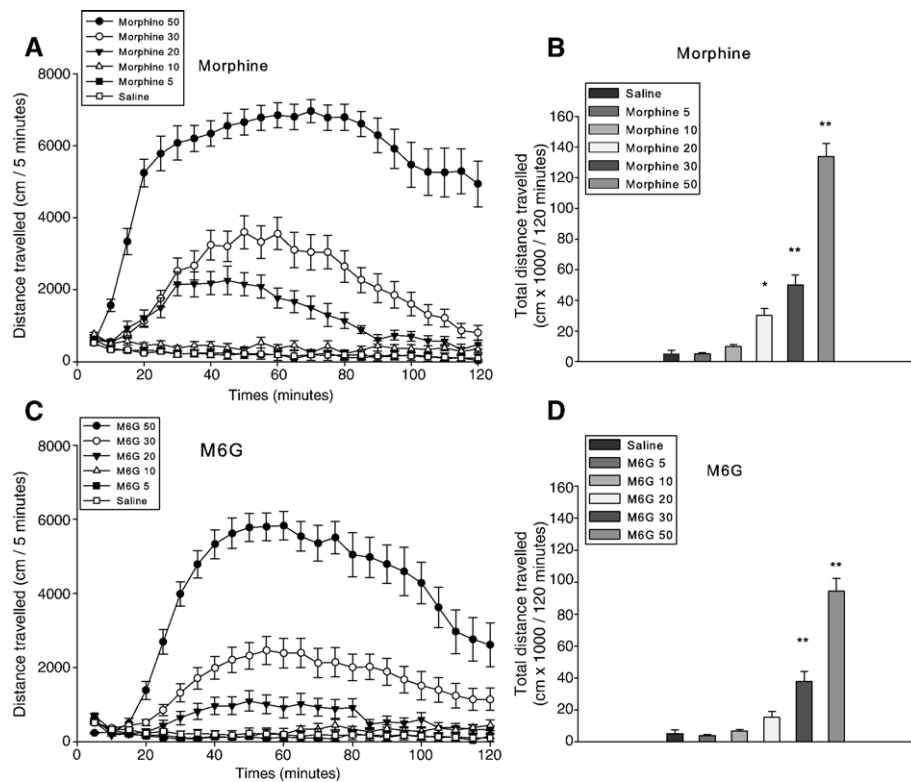 A
Morphine 50
Morphine 30
Morphine 20
Morphine 10
Morphine 5
Saline
Morphine
Distance travelled (cm / 5 minutes)
8000
6000
4000
2000
0
0 20 40 60 80 100 120
Times (minutes)
B
Morphine
Saline
Morphine 5
Morphine 10
Morphine 20
Morphine 30
Morphine 50
Total distance travelled
(cm x 1000 / 120 minutes)
160
140
120
100
80
60
40
20
0
* ** **
C
M6G 50
M6G 30
M6G 20
M6G 10
M6G 5
Saline
M6G
Distance travelled (cm / 5 minutes)
8000
6000
4000
2000
0
0 20 40 60 80 100 120
Times (minutes)
D
M6G
Saline
M6G 5
M6G 10
M6G 20
M6G 30
M6G 50
Total distance travelled
(cm x 1000 / 120 minutes)
160
140
120
100
80
60
40
20
0
** **